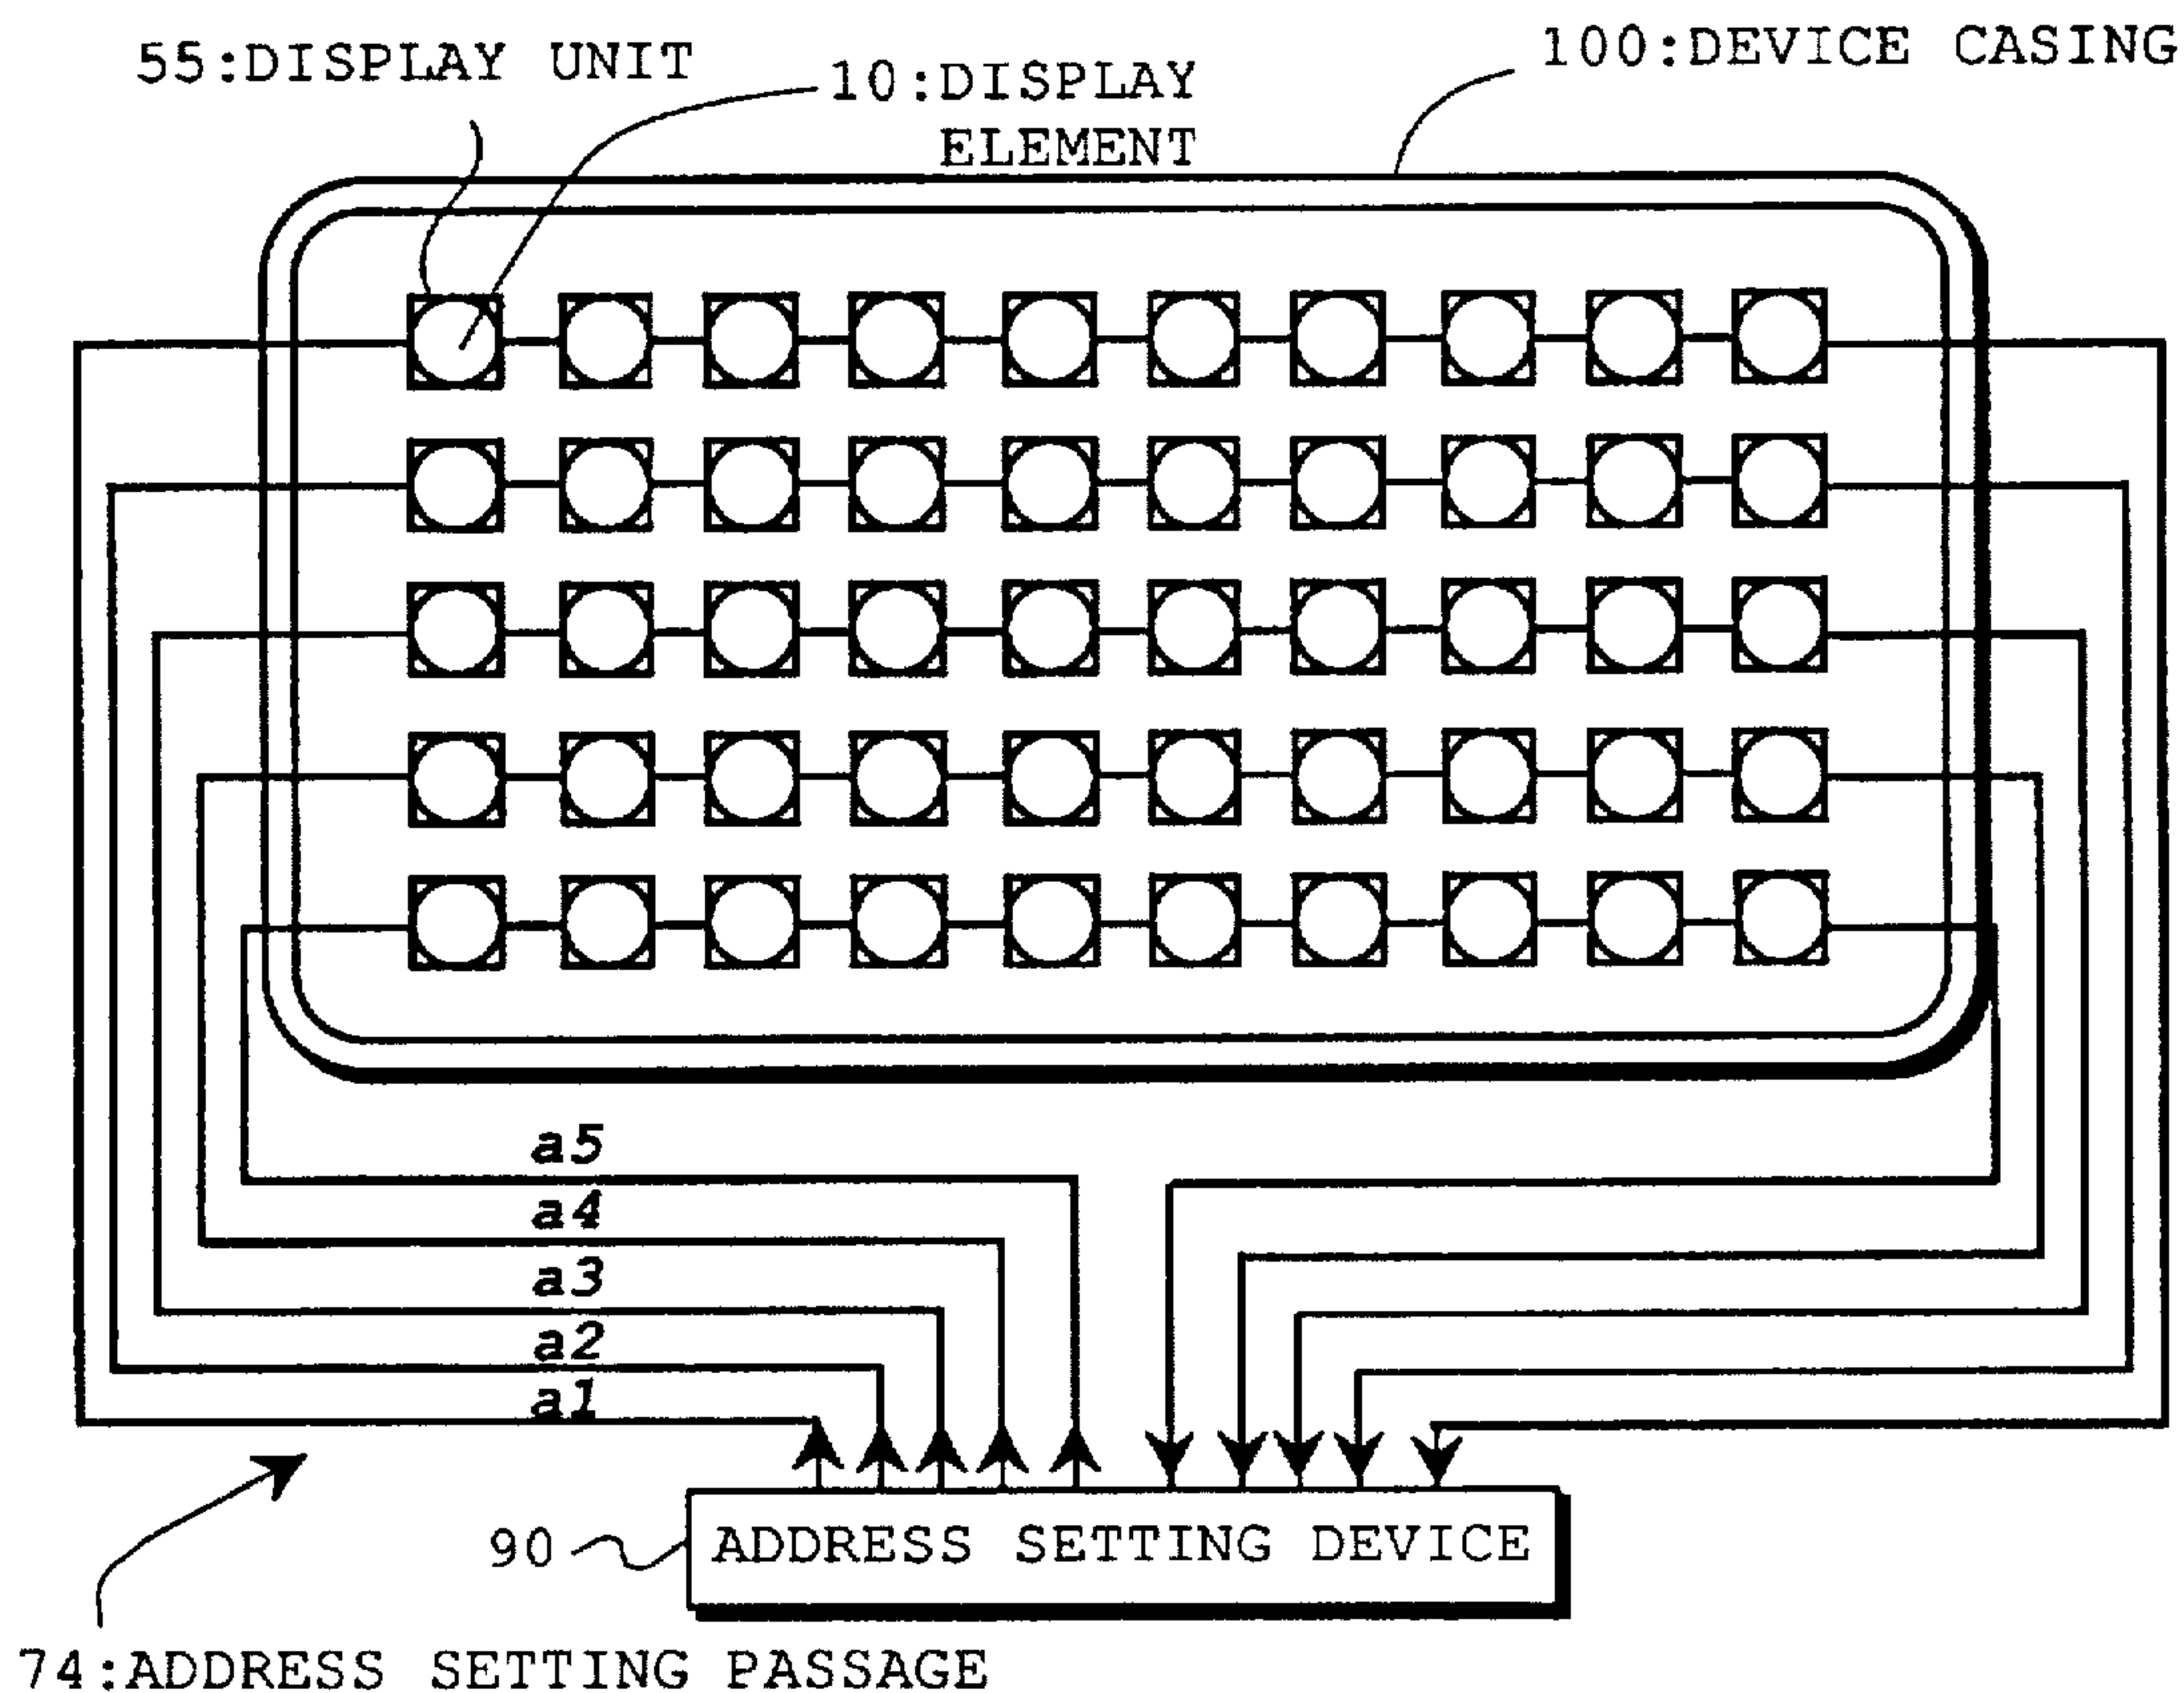 55:DISPLAY UNIT
10:DISPLAY
ELEMENT
100:DEVICE CASING
a5
a4
a3
a2
a1
90
ADDRESS SETTING DEVICE
74:ADDRESS SETTING PASSAGE